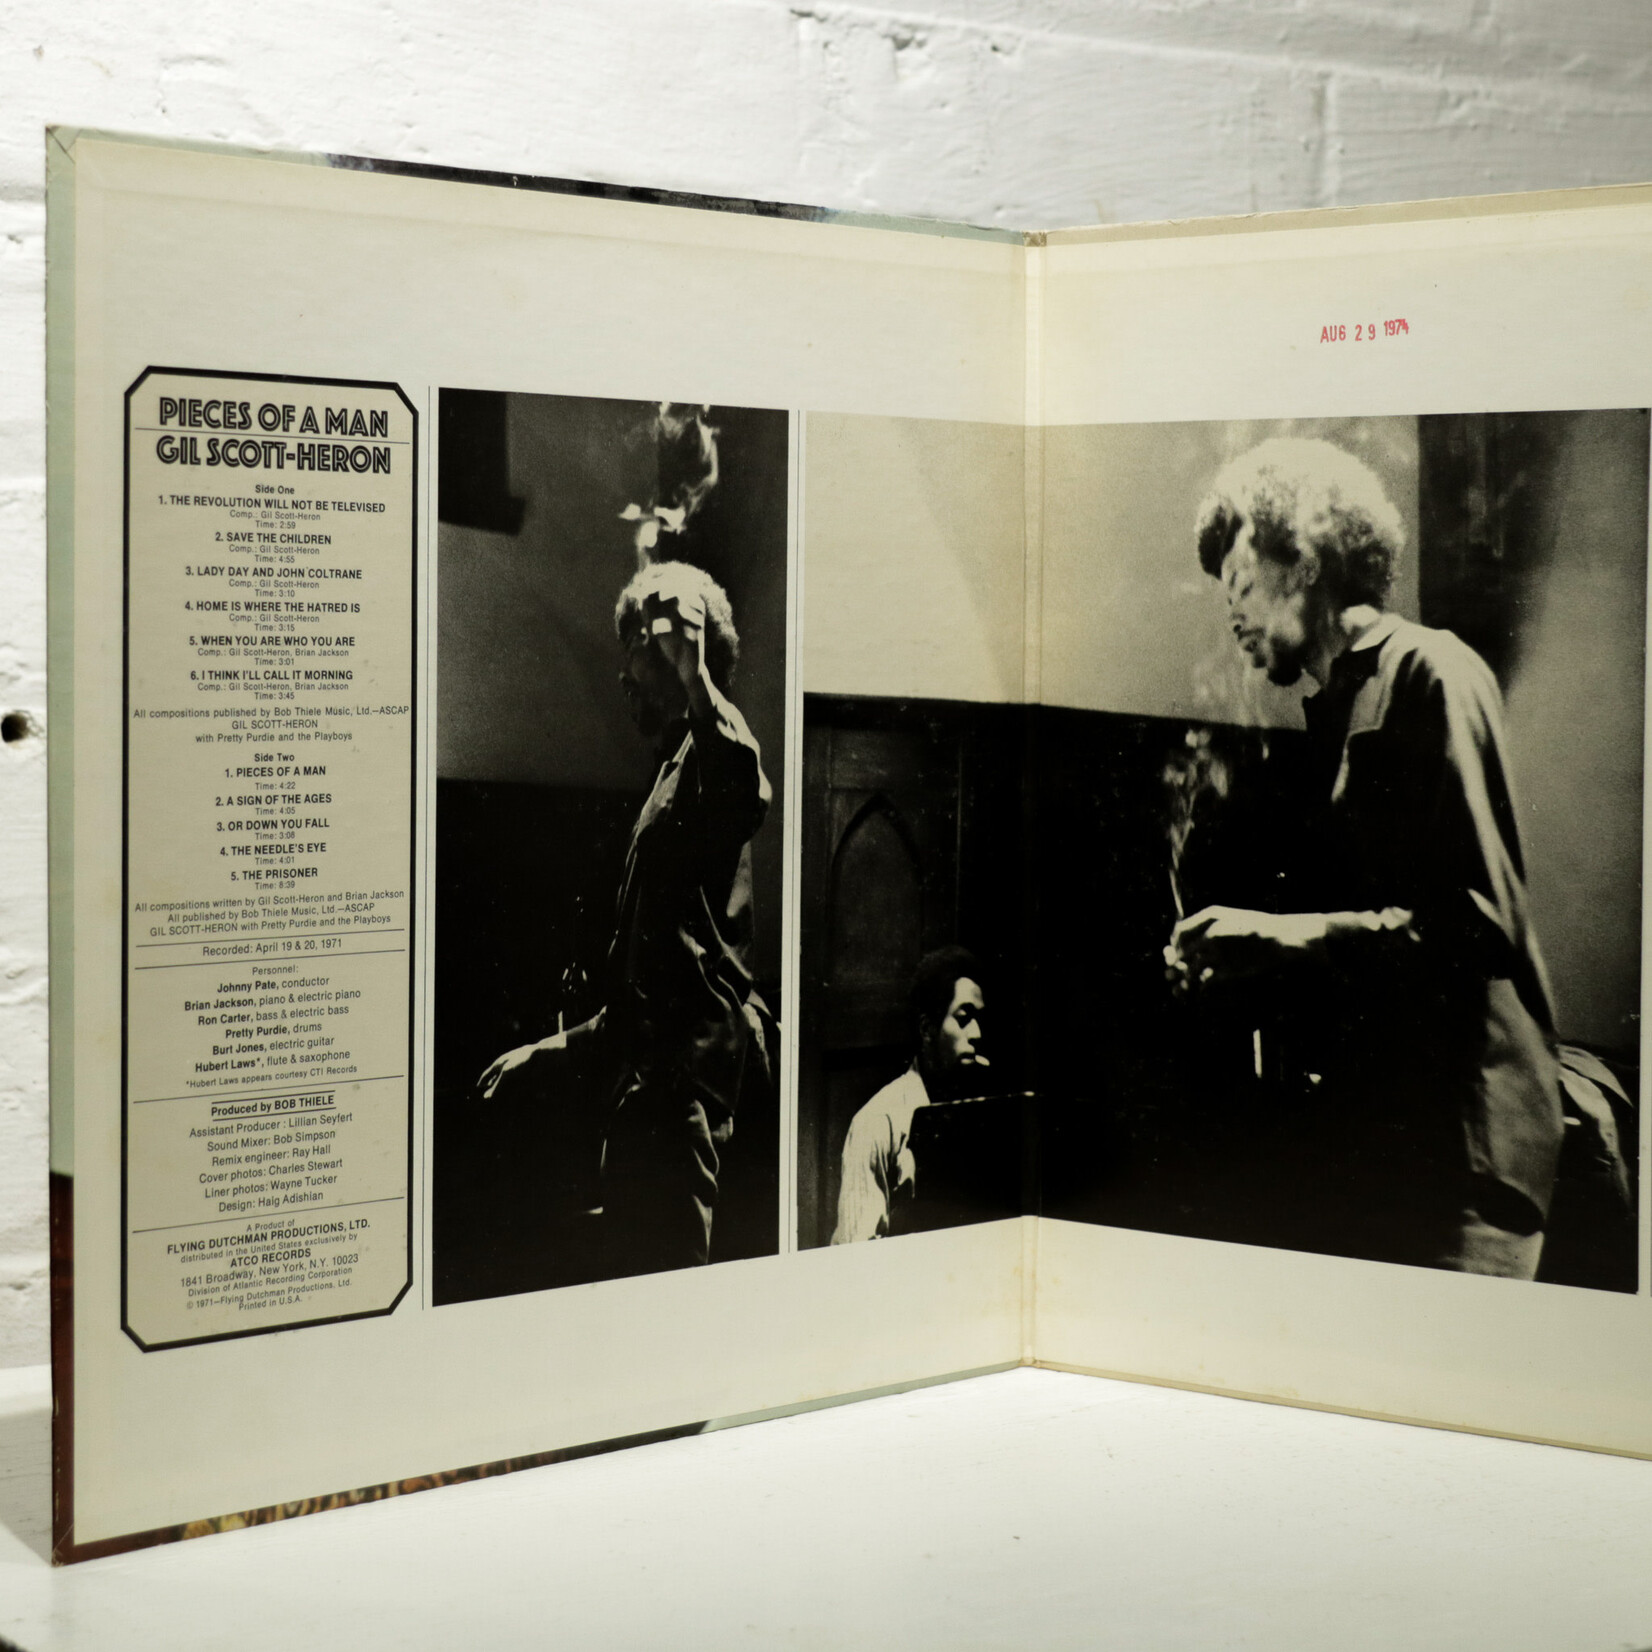 PIECES OF A MAN
GIL SCOTT-HERON
Side One
1. THE REVOLUTION WILL NOT BE TELEVISED
Comp.: Gil Scott-Heron
Time: 2:59
2. SAVE THE CHILDREN
Comp.: Gil Scott-Heron
Time: 4:55
3. LADY DAY AND JOHN COLTRANE
Comp.: Gil Scott-Heron
Time: 3:10
4. HOME IS WHERE THE HATRED IS
Comp.: Gil Scott-Heron
Time: 3:15
5. WHEN YOU ARE WHO YOU ARE
Comp.: Gil Scott-Heron, Brian Jackson
Time: 3:01
6. I THINK I'LL CALL IT MORNING
Comp.: Gil Scott-Heron, Brian Jackson
Time: 3:45
All compositions published by Bob Thiele Music, Ltd.—ASCAP
GIL SCOTT-HERON
with Pretty Purdie and the Playboys
Side Two
1. PIECES OF A MAN
Time: 4:22
2. A SIGN OF THE AGES
Time: 4:05
3. OR DOWN YOU FALL
Time: 3:08
4. THE NEEDLE'S EYE
Time: 4:01
5. THE PRISONER
Time: 8:39
All compositions written by Gil Scott-Heron and Brian Jackson
All published by Bob Thiele Music, Ltd.—ASCAP
GIL SCOTT-HERON with Pretty Purdie and the Playboys
Recorded: April 19 & 20, 1971
Personnel:
Johnny Pate, conductor
Brian Jackson, piano & electric piano
Ron Carter, bass & electric bass
Pretty Purdie, drums
Burt Jones, electric guitar
Hubert Laws*, flute & saxophone
*Hubert Laws appears courtesy CTI Records
Produced by BOB THIELE
Assistant Producer : Lillian Seyfert
Sound Mixer: Bob Simpson
Remix engineer: Ray Hall
Cover photos: Charles Stewart
Liner photos: Wayne Tucker
Design: Haig Adishian
A Product of
FLYING DUTCHMAN PRODUCTIONS, LTD.
distributed in the United States exclusively by
ATCO RECORDS
1841 Broadway, New York, N.Y. 10023
Division of Atlantic Recording Corporation
© 1971—Flying Dutchman Productions, Ltd.
Printed in U.S.A.
AUG 29 1974